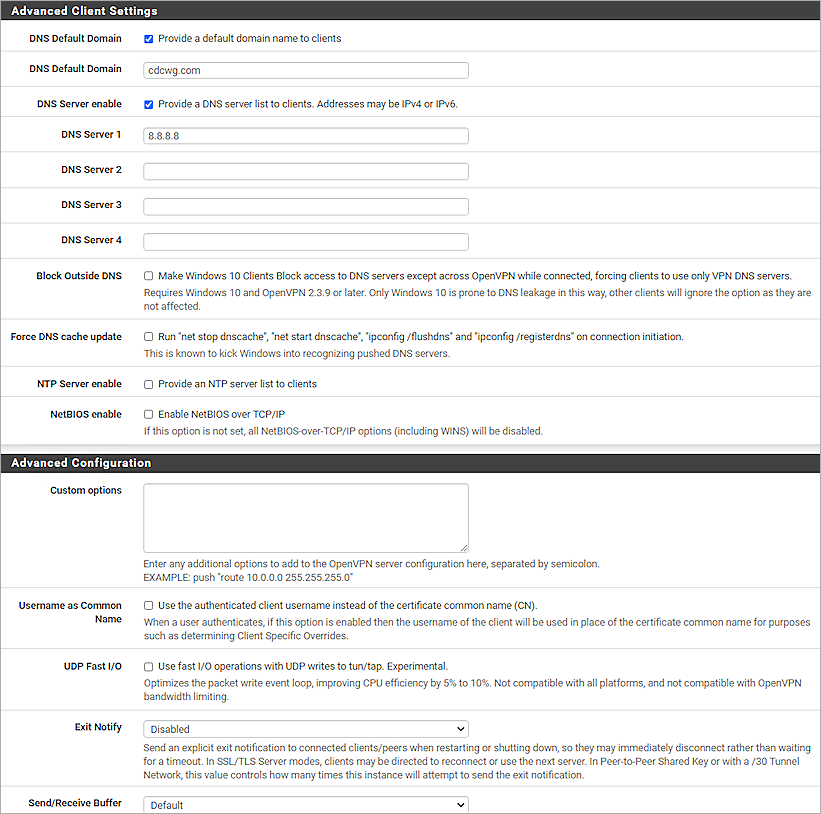 Advanced Client Settings
DNS Default Domain
Provide a default domain name to clients
DNS Default Domain
cdcwg.com
DNS Server enable
Provide a DNS server list to clients. Addresses may be IPv4 or IPv6.
DNS Server 1
8.8.8.8
DNS Server 2
DNS Server 3
DNS Server 4
Block Outside DNS
Make Windows 10 Clients Block access to DNS servers except across OpenVPN while connected, forcing clients to use only VPN DNS servers.
Requires Windows 10 and OpenVPN 2.3.9 or later. Only Windows 10 is prone to DNS leakage in this way, other clients will ignore the option as they are
not affected.
Force DNS cache update
Run "net stop dnscache", "net start dnscache", "ipconfig /flushdns" and "ipconfig /registerdns" on connection initiation.
This is known to kick Windows into recognizing pushed DNS servers.
NTP Server enable
Provide an NTP server list to clients
NetBIOS enable
Enable NetBIOS over TCP/IP
If this option is not set, all NetBIOS-over-TCP/IP options (including WINS) will be disabled.
Advanced Configuration
Custom options
Enter any additional options to add to the OpenVPN server configuration here, separated by semicolon.
EXAMPLE: push "route 10.0.0.0 255.255.255.0"
Username as Common
Name
Use the authenticated client username instead of the certificate common name (CN).
When a user authenticates, if this option is enabled then the username of the client will be used in place of the certificate common name for purposes
such as determining Client Specific Overrides.
UDP Fast I/O
Use fast I/O operations with UDP writes to tun/tap. Experimental.
Optimizes the packet write event loop, improving CPU efficiency by 5% to 10%. Not compatible with all platforms, and not compatible with OpenVPN
bandwidth limiting.
Exit Notify
Disabled
Send an explicit exit notification to connected clients/peers when restarting or shutting down, so they may immediately disconnect rather than waiting
for a timeout. In SSL/TLS Server modes, clients may be directed to reconnect or use the next server. In Peer-to-Peer Shared Key or with a /30 Tunnel
Network, this value controls how many times this instance will attempt to send the exit notification.
Send/Receive Buffer
Default